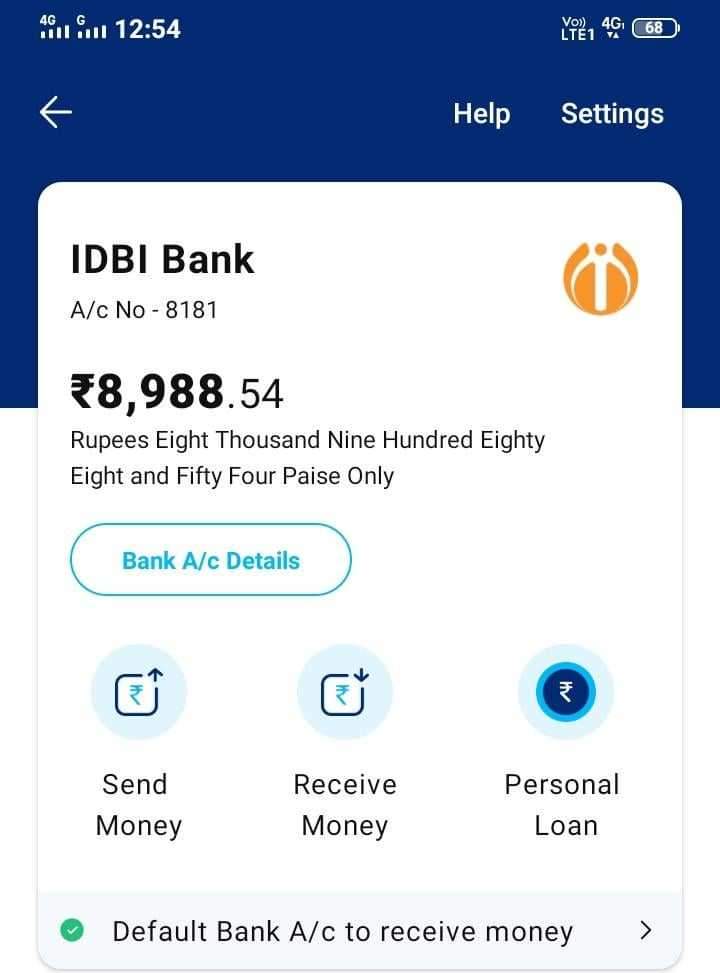 4G G 12:54 Vo)) LTE1 4G 68
Help Settings
IDBI Bank
A/c No - 8181
₹8,988.54
Rupees Eight Thousand Nine Hundred Eighty
Eight and Fifty Four Paise Only
Bank A/c Details
₹ ₹ ₹
Send Receive Personal
Money Money Loan
Default Bank A/c to receive money